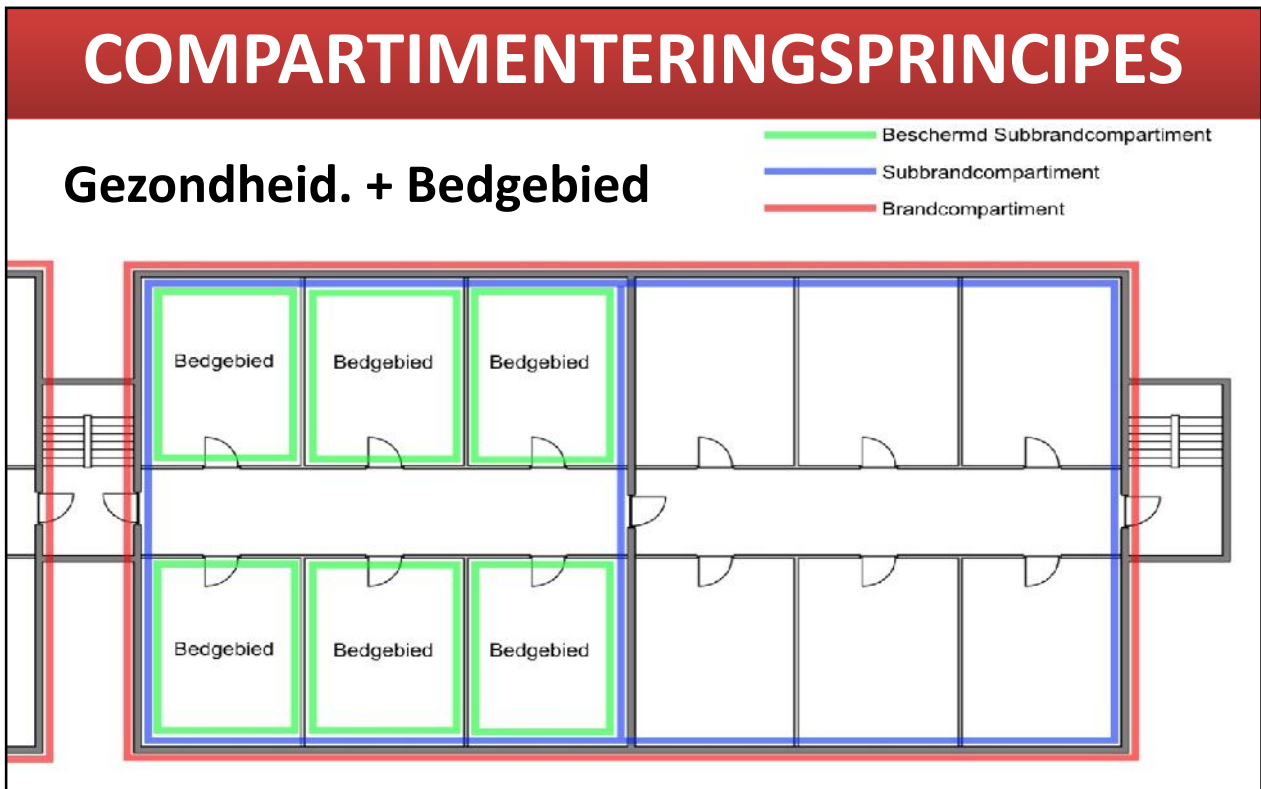 COMPARTIMENTERINGSPRINCIPES
Gezondheid. + Bedgebied
Beschermd Subbrandcompartiment
Subbrandcompartiment
Brandcompartiment
Bedgebied
Bedgebied
Bedgebied
Bedgebied
Bedgebied
Bedgebied